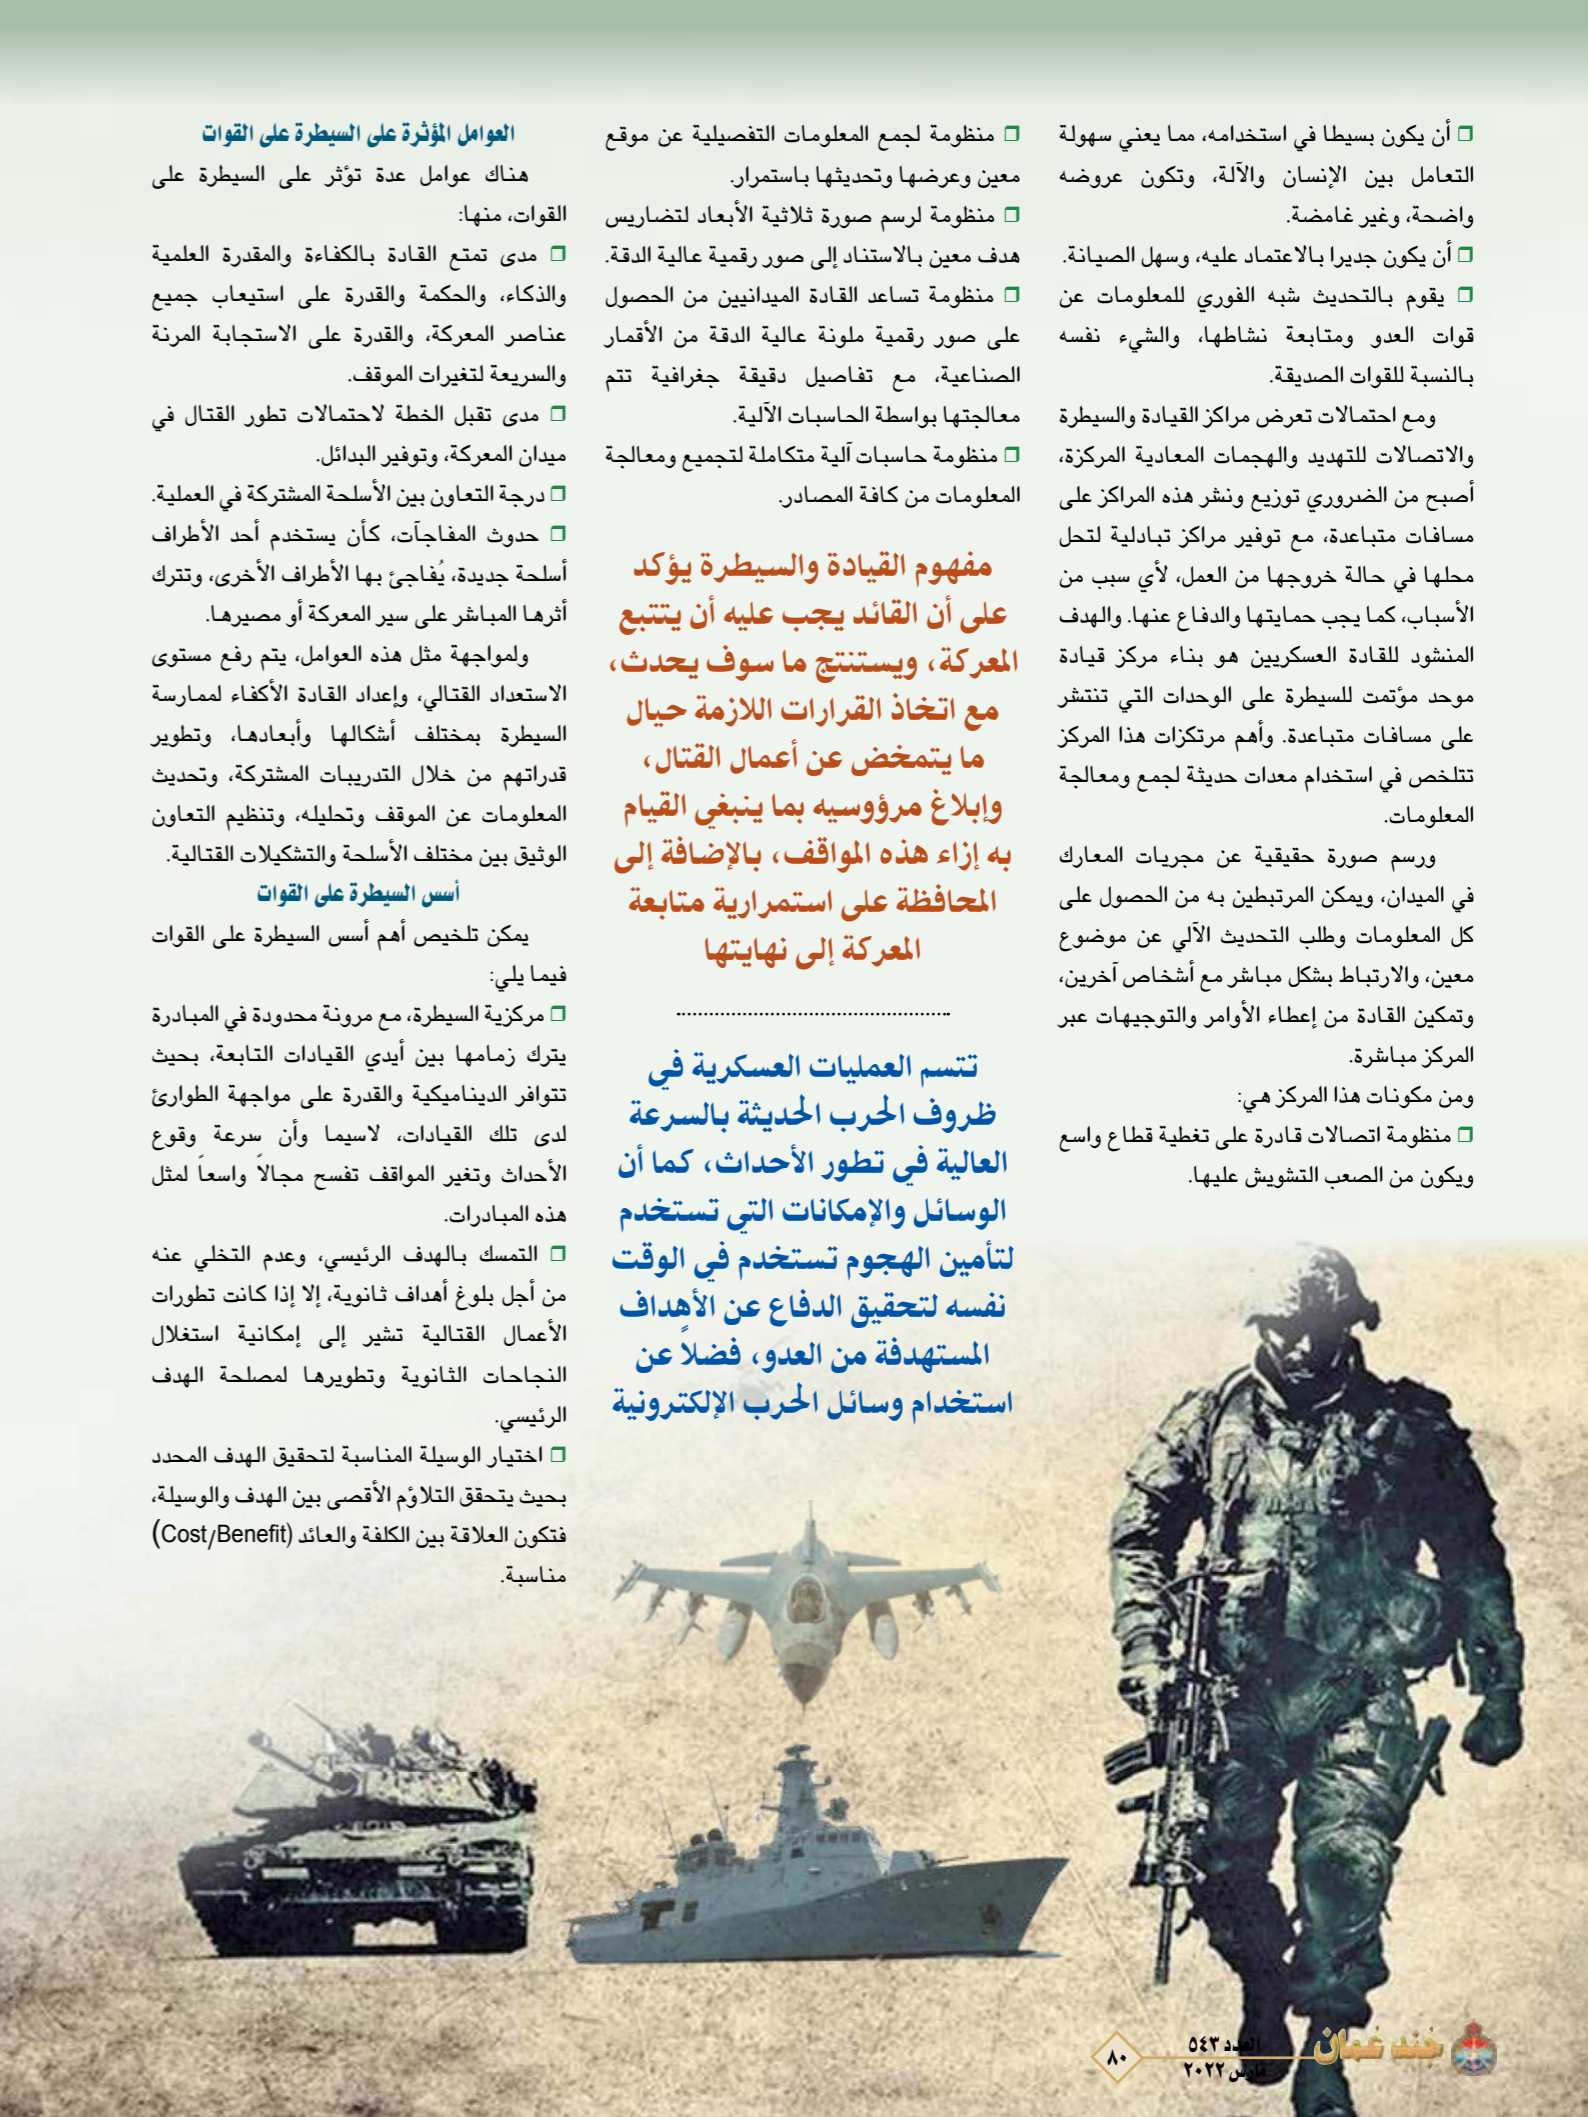 ❒ أن يكون بسيطا في استخدامه، مما يعني سهولة
التعامل بين الإنسان والآلة، وتكون عروضه
واضحة، وغير غامضة.
❒ أن يكون جديرا بالاعتماد عليه، وسهل الصيانة.
❒ يقوم بالتحديث شبه الفوري للمعلومات عن
قوات العدو ومتابعة نشاطها، والشيء نفسه
بالنسبة للقوات الصديقة.
ومع احتمالات تعرض مراكز القيادة والسيطرة
والاتصالات للتهديد والهجمات المعادية المركزة،
أصبح من الضروري توزيع ونشر هذه المراكز على
مسافات متباعدة، مع توفير مراكز تبادلية لتحل
محلها في حالة خروجها من العمل، لأي سبب من
الأسباب، كما يجب حمايتها والدفاع عنها. والهدف
المنشود للقادة العسكريين هو بناء مركز قيادة
موحد مؤتمت للسيطرة على الوحدات التي تنتشر
على مسافات متباعدة. وأهم مرتكزات هذا المركز
تتلخص في استخدام معدات حديثة لجمع ومعالجة
المعلومات.
ورسم صورة حقيقية عن مجريات المعارك
في الميدان، ويمكن المرتبطين به من الحصول على
كل المعلومات وطلب التحديث الآلي عن موضوع
معين، والارتباط بشكل مباشر مع أشخاص آخرين،
وتمكين القادة من إعطاء الأوامر والتوجيهات عبر
المركز مباشرة.
ومن مكونات هذا المركز هي:
❒ منظومة اتصالات قادرة على تغطية قطاع واسع
ويكون من الصعب التشويش عليها.
❒ منظومة لجمع المعلومات التفصيلية عن موقع
معين وعرضها وتحديثها باستمرار.
❒ منظومة لرسم صورة ثلاثية الأبعاد لتضاريس
هدف معين بالاستناد إلى صور رقمية عالية الدقة.
❒ منظومة تساعد القادة الميدانيين من الحصول
على صور رقمية ملونة عالية الدقة من الأقمار
الصناعية، مع تفاصيل دقيقة جغرافية تتم
معالجتها بواسطة الحاسبات الآلية.
❒ منظومة حاسبات آلية متكاملة لتجميع ومعالجة
المعلومات من كافة المصادر.
مفهوم القيادة والسيطرة يؤكد
على أن القائد يجب عليه أن يتتبع
المعركة، ويستنتج ما سوف يحدث،
مع اتخاذ القرارات اللازمة حيال
ما يتمخض عن أعمال القتال،
وإبلاغ مرؤوسيه بما ينبغي القيام
به إزاء هذه المواقف، بالإضافة إلى
المحافظة على استمرارية متابعة
المعركة إلى نهايتها
تتسم العمليات العسكرية في
ظروف الحرب الحديثة بالسرعة
العالية في تطور الأحداث، كما أن
الوسائل والإمكانات التي تستخدم
لتأمين الهجوم تستخدم في الوقت
نفسه لتحقيق الدفاع عن الأهداف
المستهدفة من العدو، فضلاً عن
استخدام وسائل الحرب الإلكترونية
العوامل المؤثرة على السيطرة على القوات
هناك عوامل عدة تؤثر على السيطرة على
القوات، منها:
❒ مدى تمتع القادة بالكفاءة والمقدرة العلمية
والذكاء، والحكمة والقدرة على استيعاب جميع
عناصر المعركة، والقدرة على الاستجابة المرنة
والسريعة لتغيرات الموقف.
❒ مدى تقبل الخطة لاحتمالات تطور القتال في
ميدان المعركة، وتوفير البدائل.
❒ درجة التعاون بين الأسلحة المشتركة في العملية.
❒ حدوث المفاجآت، كأن يستخدم أحد الأطراف
أسلحة جديدة، يُفاجئ بها الأطراف الأخرى، وتترك
أثرها المباشر على سير المعركة أو مصيرها.
ولمواجهة مثل هذه العوامل، يتم رفع مستوى
الاستعداد القتالي، وإعداد القادة الأكفاء لممارسة
السيطرة بمختلف أشكالها وأبعادها، وتطوير
قدراتهم من خلال التدريبات المشتركة، وتحديث
المعلومات عن الموقف وتحليله، وتنظيم التعاون
الوثيق بين مختلف الأسلحة والتشكيلات القتالية.
أسس السيطرة على القوات
يمكن تلخيص أهم أسس السيطرة على القوات
فيما يلي:
❒ مركزية السيطرة، مع مرونة محدودة في المبادرة
يترك زمامها بين أيدي القيادات التابعة، بحيث
تتوافر الديناميكية والقدرة على مواجهة الطوارئ
لدى تلك القيادات، لاسيما وأن سرعة وقوع
الأحداث وتغير المواقف تفسح مجالاً واسعاً لمثل
هذه المبادرات.
❒ التمسك بالهدف الرئيسي، وعدم التخلي عنه
من أجل بلوغ أهداف ثانوية، إلا إذا كانت تطورات
الأعمال القتالية تشير إلى إمكانية استغلال
النجاحات الثانوية وتطويرها لمصلحة الهدف
الرئيسي.
❒ اختيار الوسيلة المناسبة لتحقيق الهدف المحدد
بحيث يتحقق التلاؤم الأقصى بين الهدف والوسيلة،
فتكون العلاقة بين الكلفة والعائد (Cost/Benefit)
مناسبة.
جُند عُمان
العدد ٥٤٣
مارس ٢٠٢٢
٨٠